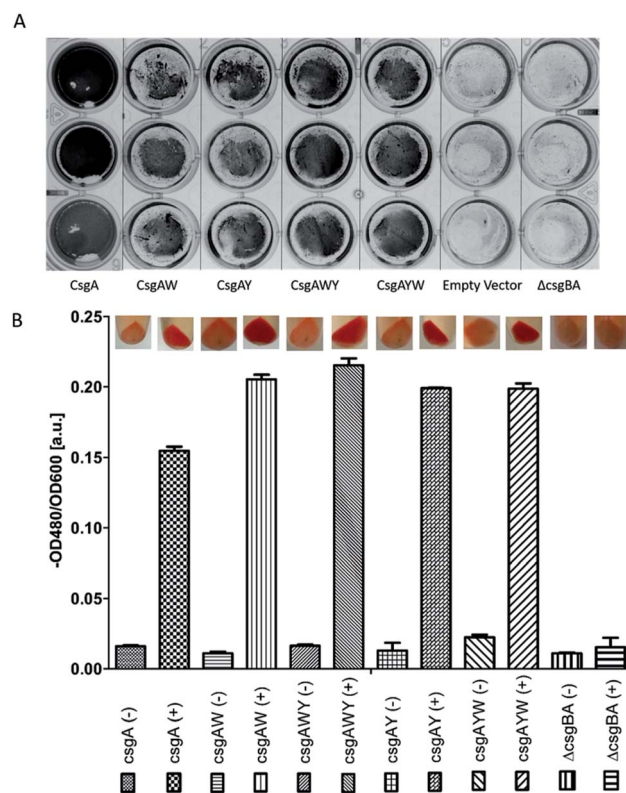 A
CsgA CsgAW CsgAY CsgAWY CsgAYW Empty Vector ΔcsgBA
B
0.25
0.20
0.15
0.10
0.05
0.00
-OD480/OD600 [a.u.]
csgA (-)
csgA (+)
csgAW (-)
csgAW (+)
csgAWY (-)
csgAWY (+)
csgAY (-)
csgAY (+)
csgAYW (-)
csgAYW (+)
ΔcsgBA (-)
ΔcsgBA (+)